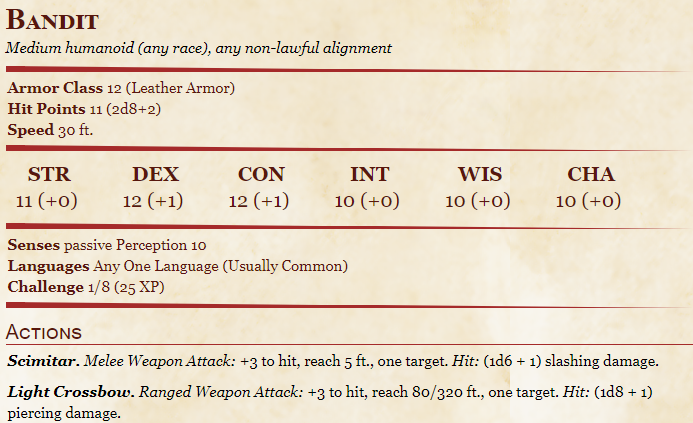 Bandit
Medium humanoid (any race), any non-lawful alignment
Armor Class 12 (Leather Armor)
Hit Points 11 (2d8+2)
Speed 30 ft.
STR DEX CON INT WIS CHA
11 (+0) 12 (+1) 12 (+1) 10 (+0) 10 (+0) 10 (+0)
Senses passive Perception 10
Languages Any One Language (Usually Common)
Challenge 1/8 (25 XP)
Actions
Scimitar. Melee Weapon Attack: +3 to hit, reach 5 ft., one target. Hit: (1d6 + 1) slashing damage.
Light Crossbow. Ranged Weapon Attack: +3 to hit, reach 80/320 ft., one target. Hit: (1d8 + 1)
piercing damage.